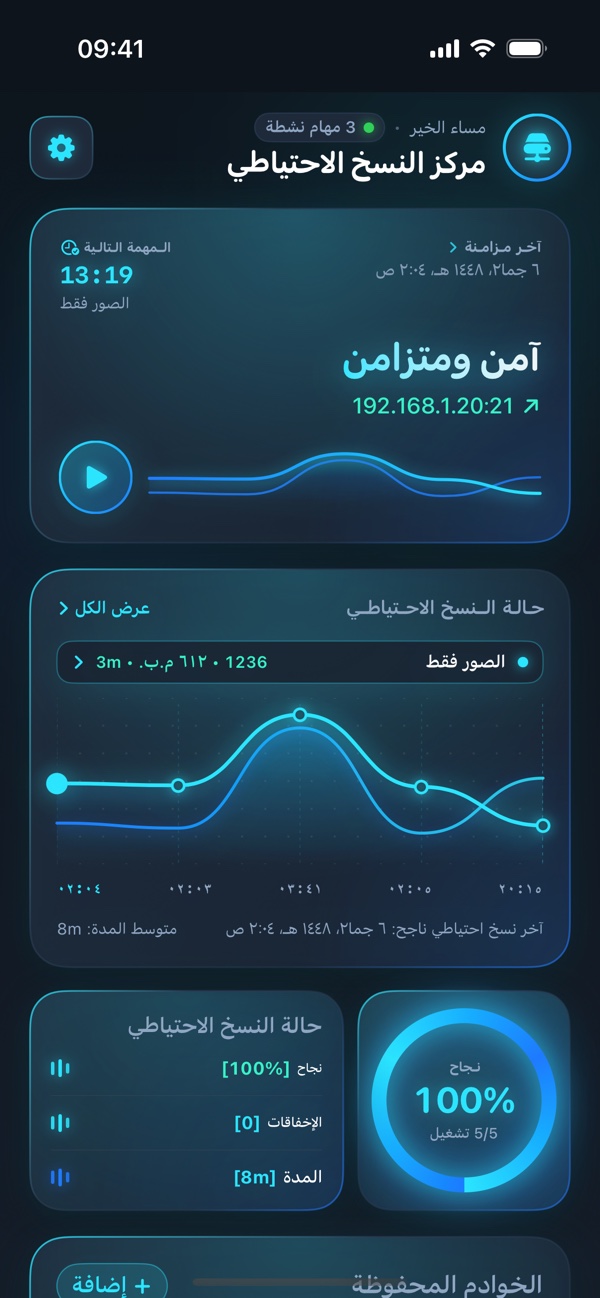 09:41
مساء الخير · 3 مهام نشطة
مركز النسخ الاحتياطي
آخر مزامنة
٦ جما٢، ١٤٤٨ هـ، ٢:٠٤ ص
المهمة التالية
13:19
الصور فقط
آمن ومتزامن
192.168.1.20:21
حالة النسخ الاحتياطي
عرض الكل
الصور فقط
1236 • ٦١٢ م.ب. • 3m
٠٢:٠٤ ٠٢:٠٣ ٠٣:٤١ ٠٢:٠٥ ٢٠:١٥
آخر نسخ احتياطي ناجح: ٦ جما٢، ١٤٤٨ هـ، ٢:٠٤ ص
متوسط المدة: 8m
نجاح
100%
5/5 تشغيل
حالة النسخ الاحتياطي
نجاح [100%]
الإخفاقات [0]
المدة [8m]
الخوادم المحفوظة
+ إضافة